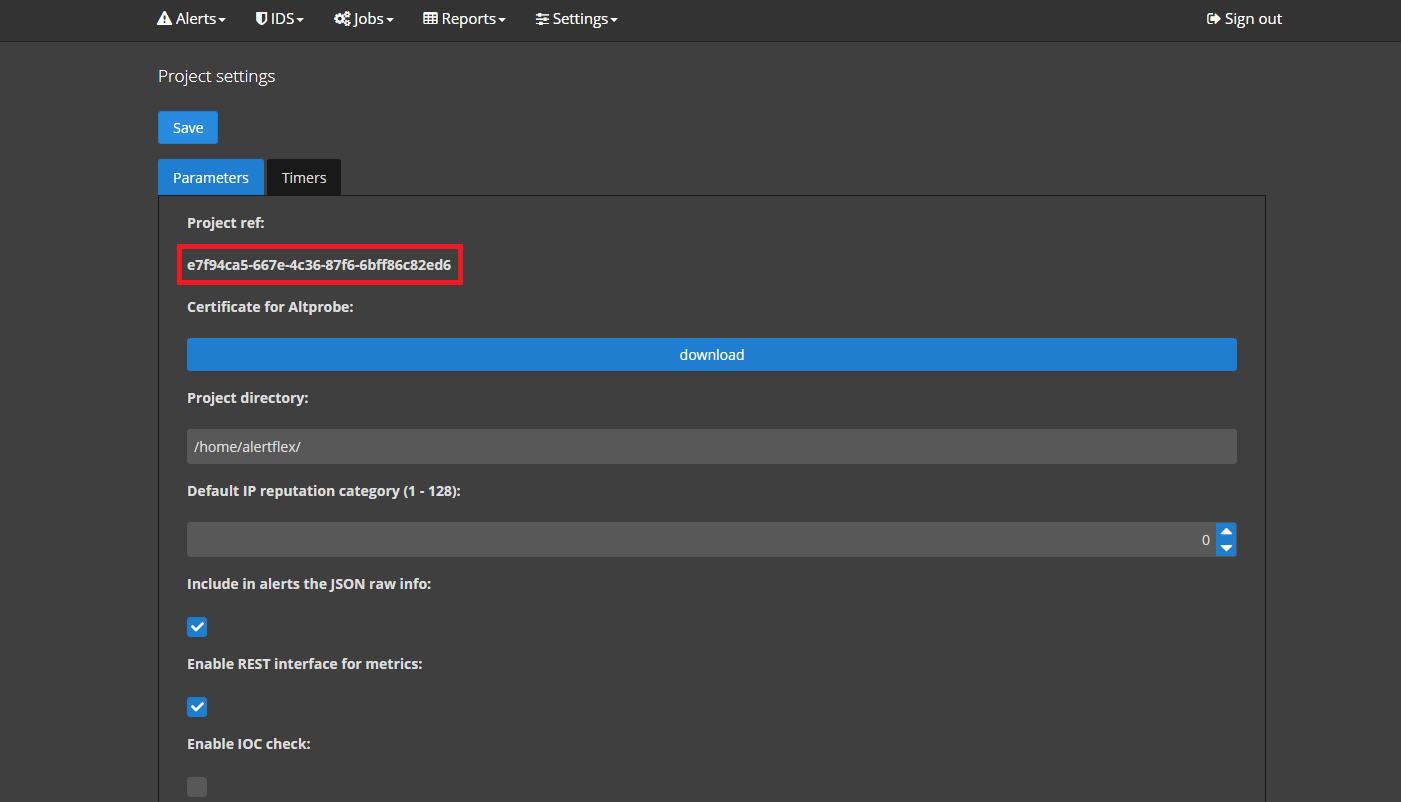 Alerts IDS Jobs Reports Settings Sign out
Project settings
Save
Parameters Timers
Project ref:
e7f94ca5-667e-4c36-87f6-6bff86c82ed6
Certificate for Altprobe:
download
Project directory:
/home/alertflex/
Default IP reputation category (1 - 128):
0
Include in alerts the JSON raw info:
Enable REST interface for metrics:
Enable IOC check: